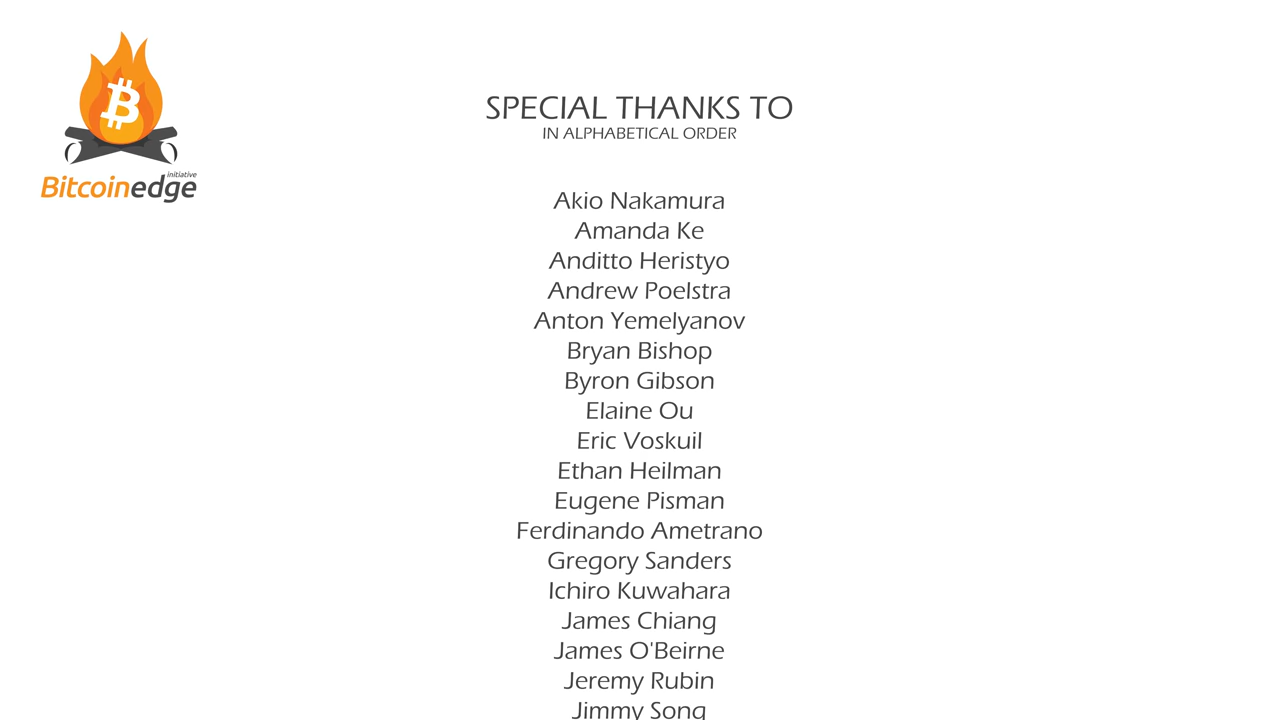 initiative
Bitcoinedge
SPECIAL THANKS TO
IN ALPHABETICAL ORDER
Akio Nakamura
Amanda Ke
Anditto Heristyo
Andrew Poelstra
Anton Yemelyanov
Bryan Bishop
Byron Gibson
Elaine Ou
Eric Voskuil
Ethan Heilman
Eugene Pisman
Ferdinando Ametrano
Gregory Sanders
Ichiro Kuwahara
James Chiang
James O'Beirne
Jeremy Rubin
Jimmy Song